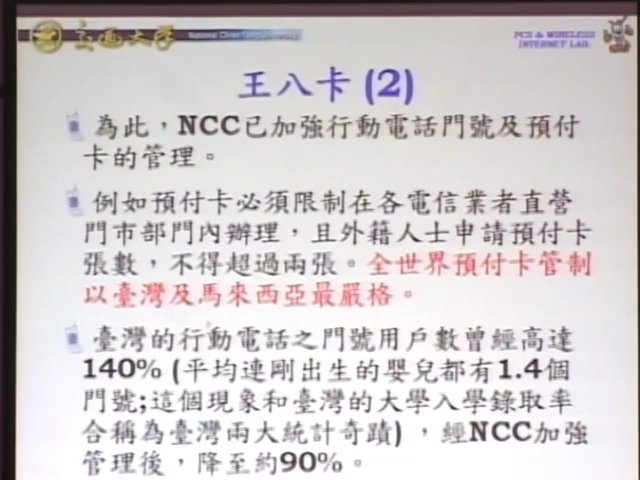 交通大學
National Chiao Tung University
PCS & WIRELESS
INTERNET LAB.
王八卡 (2)
為此，NCC已加強行動電話門號及預付
卡的管理。
例如預付卡必須限制在各電信業者直營
門市部門內辦理，且外籍人士申請預付卡
張數，不得超過兩張。全世界預付卡管制
以臺灣及馬來西亞最嚴格。
臺灣的行動電話之門號用戶數曾經高達
140% (平均連剛出生的嬰兒都有1.4個
門號;這個現象和臺灣的大學入學錄取率
合稱為臺灣兩大統計奇蹟)，經NCC加強
管理後，降至約90%。